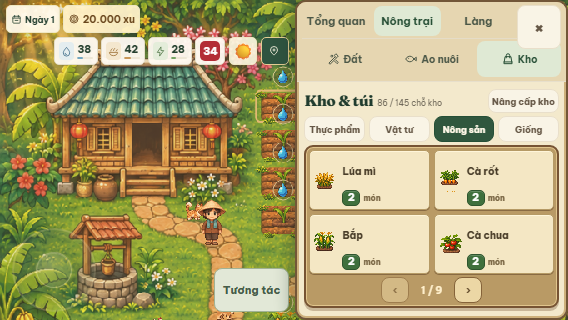 Ngày 1
20.000 xu
38
42
28
34
Tương tác
Tổng quan
Nông trại
Làng
×
Đất
Ao nuôi
Kho
Kho & túi
86 / 145 chỗ kho
Nâng cấp kho
Thực phẩm
Vật tư
Nông sản
Giống
Lúa mì
2 món
Cà rốt
2 món
Bắp
2 món
Cà chua
2 món
‹ 1 / 9 ›